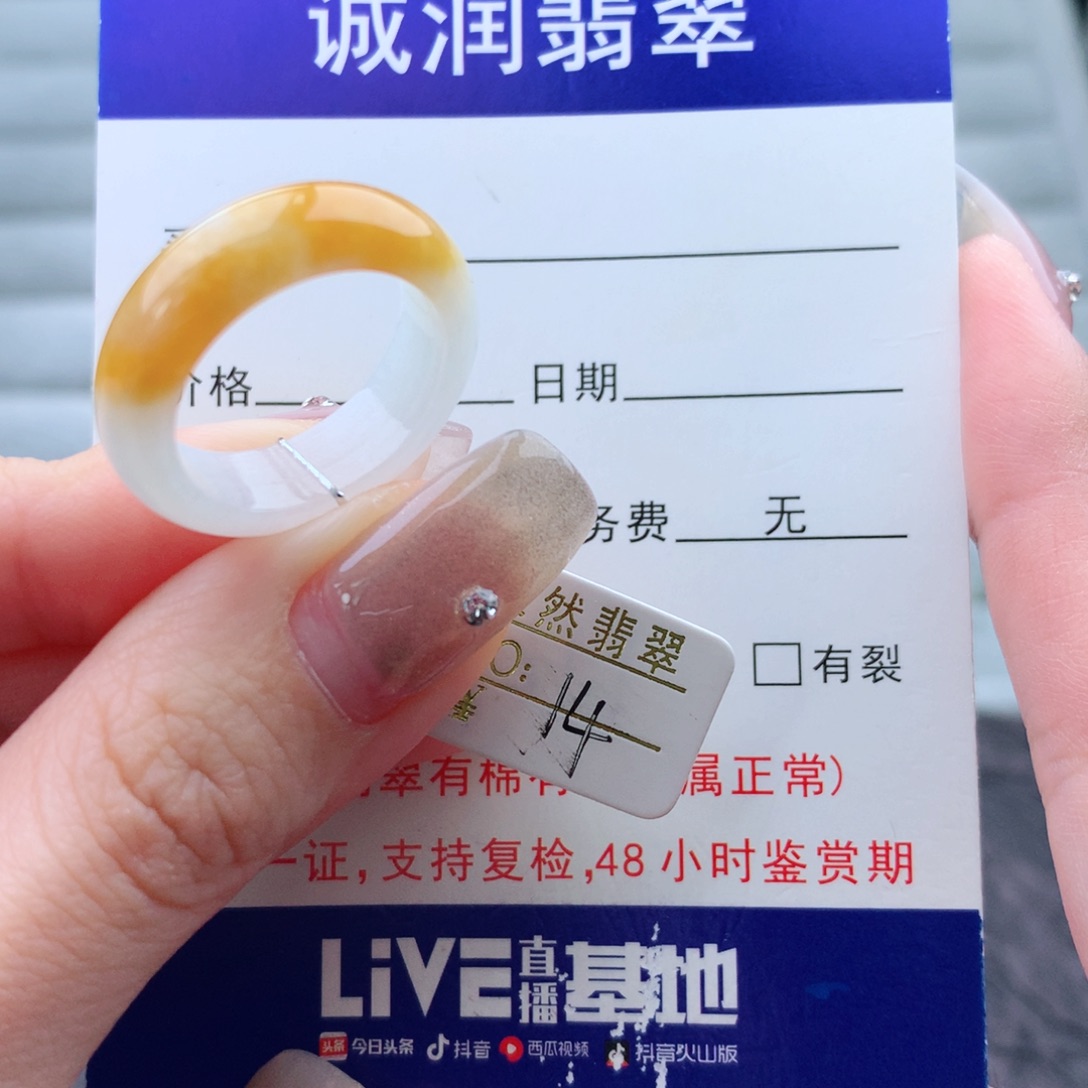 诚润翡翠
价格 日期
务费 无
然翡翠
O:
14
有裂
翠有棉有 属正常)
一证,支持复检,48小时鉴赏期
LiVE直播基地
头条 今日头条 抖音 西瓜视频 抖音火山版